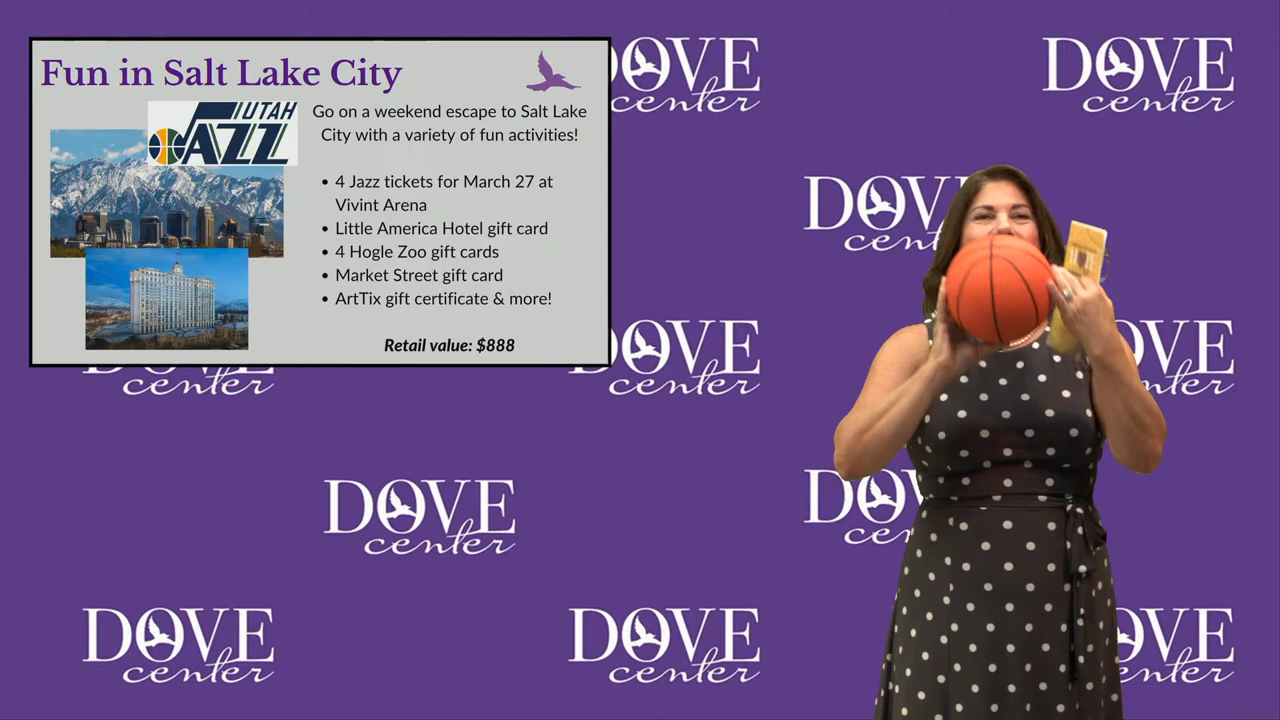 Fun in Salt Lake City
UTAH
JAZZ
Go on a weekend escape to Salt Lake
City with a variety of fun activities!
• 4 Jazz tickets for March 27 at
Vivint Arena
• Little America Hotel gift card
• 4 Hogle Zoo gift cards
• Market Street gift card
• ArtTix gift certificate & more!
Retail value: $888
DOVE
center
DOVE
center
DOVE
cent
DOVE
center
DOVE
center
center
DOVE
center
DOVE
cent
DOVE
center
DOVE
center
DOVE
center